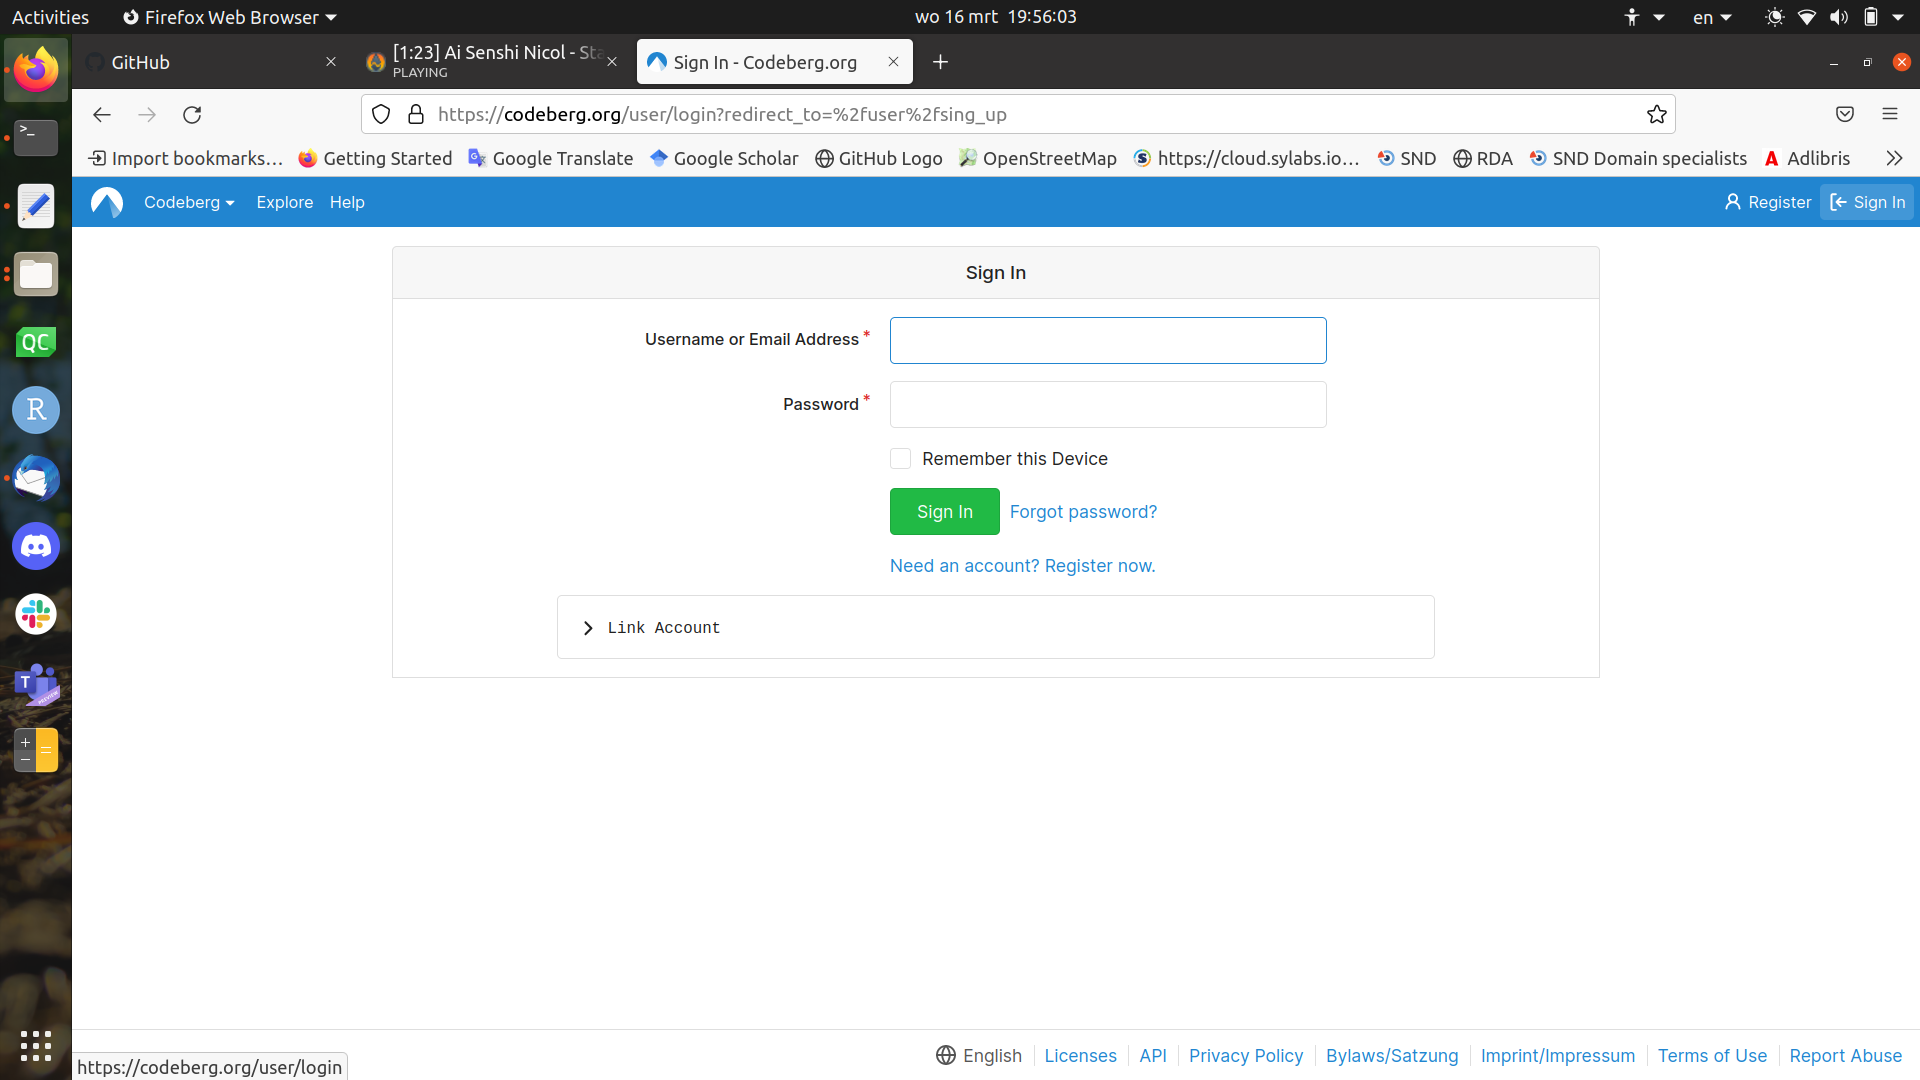 Activities Firefox Web Browser wo 16 mrt 19:56:03 en
GitHub [1:23] Ai Senshi Nicol - Sta Sign In - Codeberg.org
PLAYING
https://codeberg.org/user/login?redirect_to=%2fuser%2fsing_up
Import bookmarks... Getting Started Google Translate Google Scholar GitHub Logo OpenStreetMap https://cloud.sylabs.io... SND RDA SND Domain specialists Adlibris
Codeberg Explore Help Register Sign In
Sign In
Username or Email Address *
Password *
Remember this Device
Sign In Forgot password?
Need an account? Register now.
Link Account
English Licenses API Privacy Policy Bylaws/Satzung Imprint/Impressum Terms of Use Report Abuse
https://codeberg.org/user/login
QC
R
T
PREVIEW